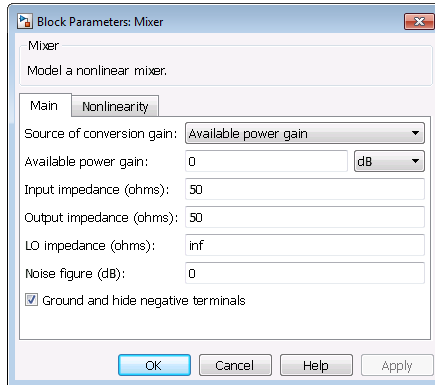 Block Parameters: Mixer
Mixer
Model a nonlinear mixer.
Main Nonlinearity
Source of conversion gain: Available power gain
Available power gain: 0 dB
Input impedance (ohms): 50
Output impedance (ohms): 50
LO impedance (ohms): inf
Noise figure (dB): 0
Ground and hide negative terminals
OK Cancel Help Apply